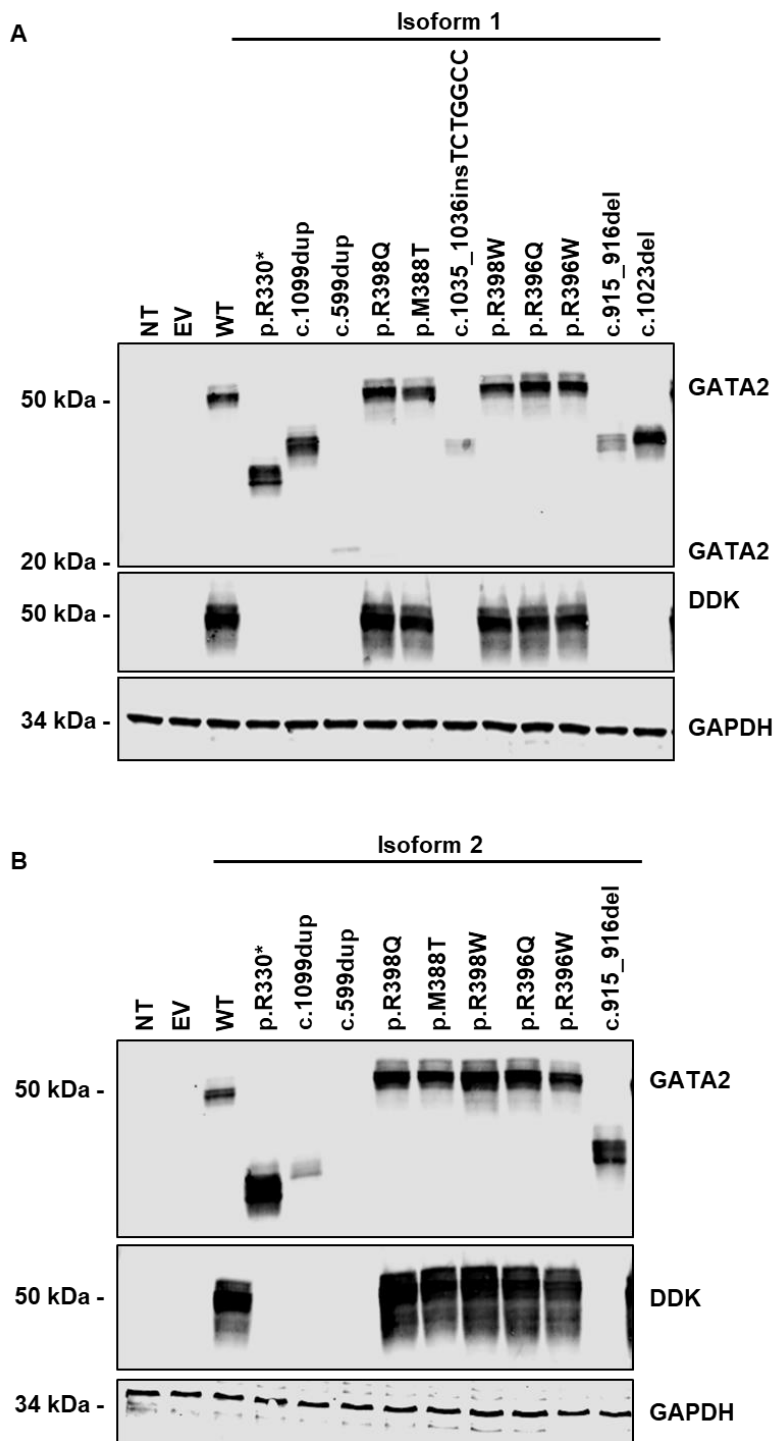 A
Isoform 1
NT
EV
WT
p.R330*
c.1099dup
c.599dup
p.R398Q
p.M388T
c.1035_1036insTCTGGCC
p.R398W
p.R396Q
p.R396W
c.915_916del
c.1023del
50 kDa -
GATA2
20 kDa -
GATA2
50 kDa -
DDK
34 kDa -
GAPDH
B
Isoform 2
NT
EV
WT
p.R330*
c.1099dup
c.599dup
p.R398Q
p.M388T
p.R398W
p.R396Q
p.R396W
c.915_916del
50 kDa -
GATA2
50 kDa -
DDK
34 kDa -
GAPDH